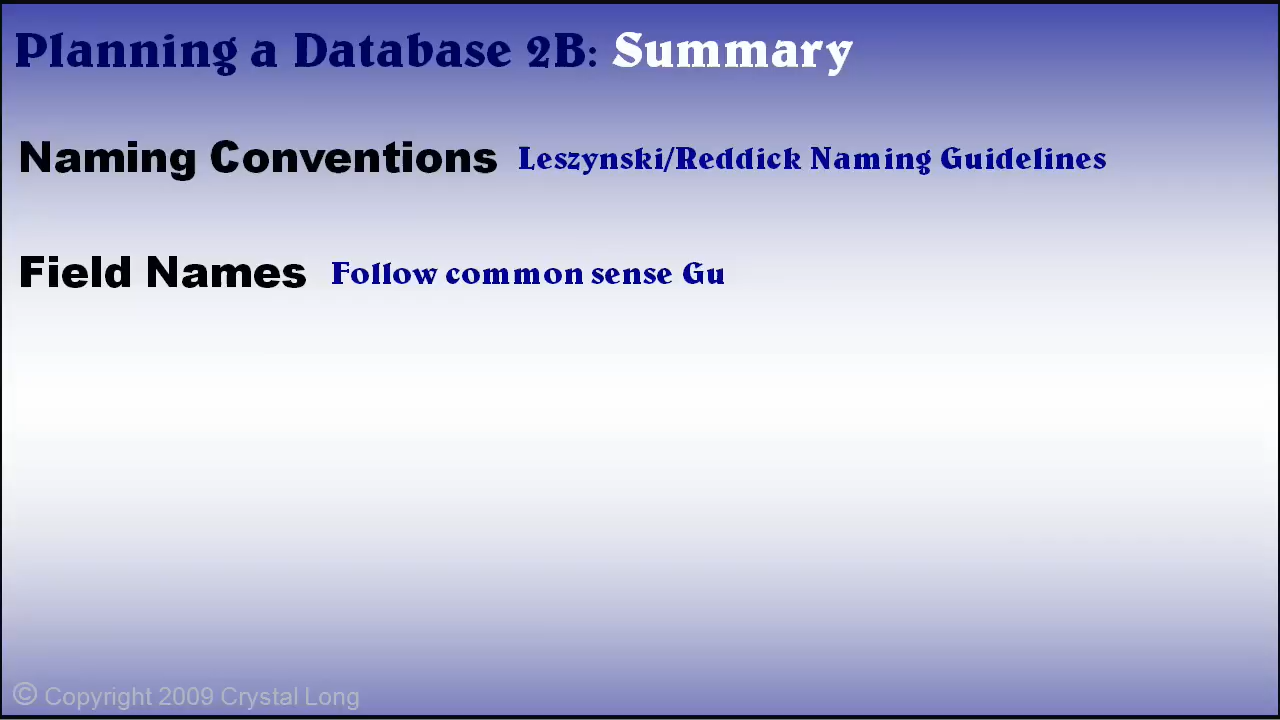 Planning a Database 2B: Summary
Naming Conventions Leszynski/Reddick Naming Guidelines
Field Names Follow common sense Gu
© Copyright 2009 Crystal Long